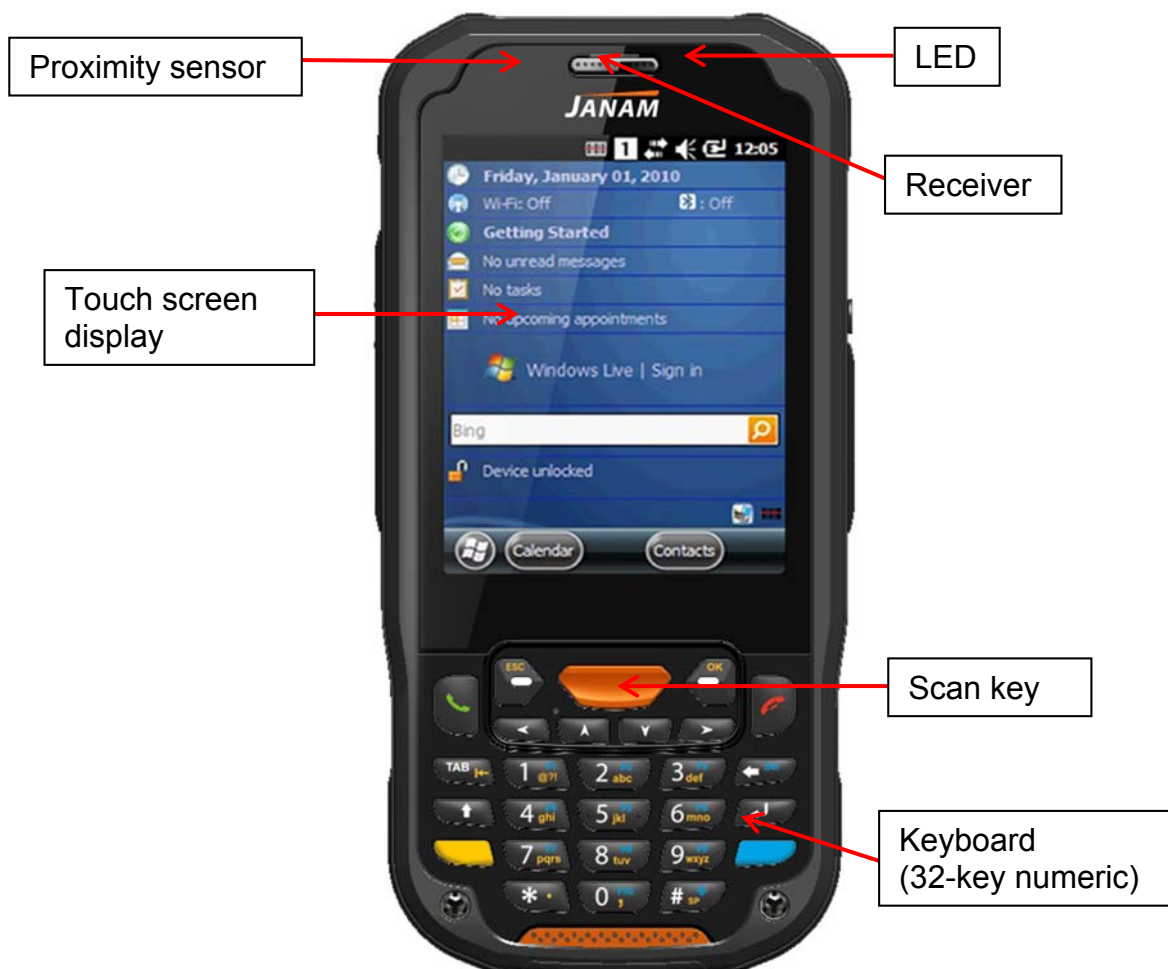 Proximity sensor
LED
JANAM
1 12:05
Friday, January 01, 2010
Receiver
Wi-Fi: Off : Off
Getting Started
No unread messages
No tasks
Touch screen
display
No upcoming appointments
Windows Live | Sign in
Bing
Device unlocked
Calendar Contacts
ESC OK
Scan key
TAB 1 @?! 2 abc 3 def
4 ghi 5 jkl 6 mno
7 pqrs 8 tuv 9 wxyz
* . 0 , # SP
Keyboard
(32-key numeric)